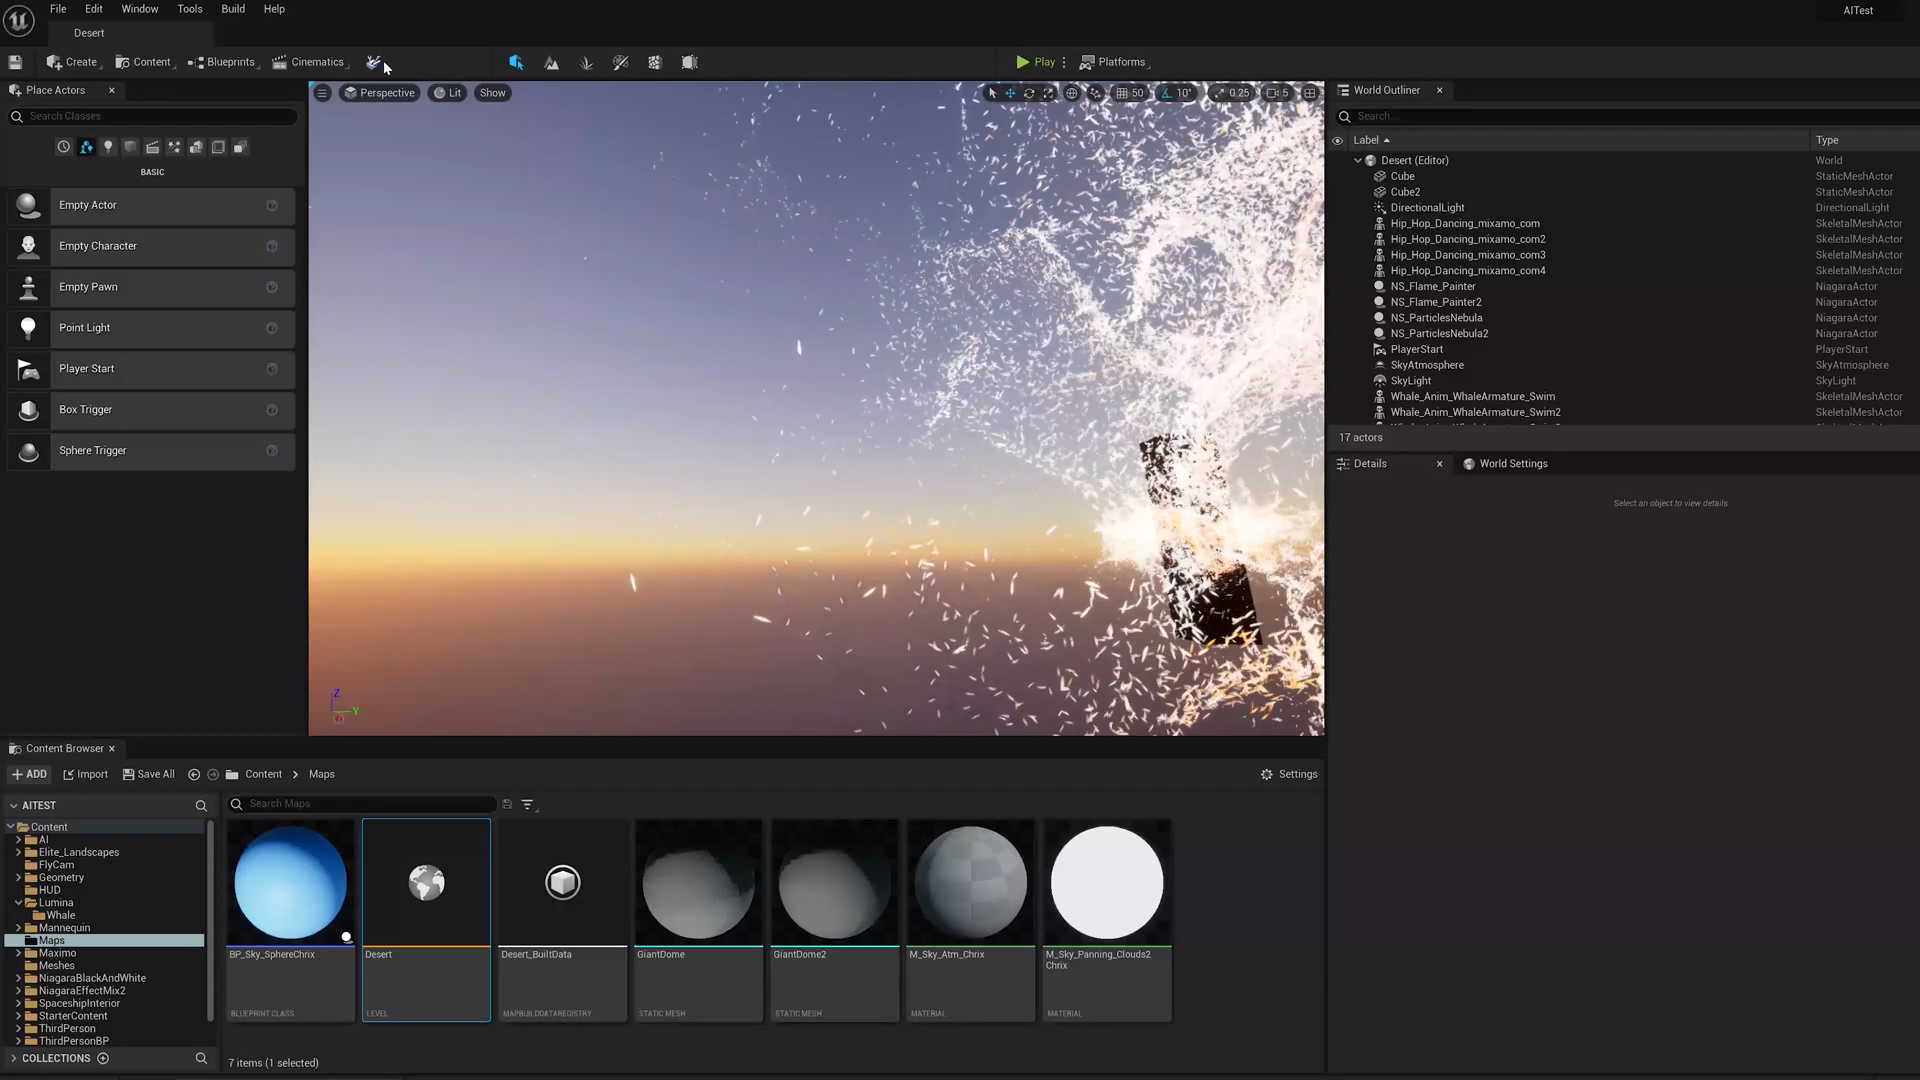 File Edit Window Tools Build Help
AITest
Desert
Create Content Blueprints Cinematics
Play Platforms
Place Actors
Search Classes
BASIC
Empty Actor
Empty Character
Empty Pawn
Point Light
Player Start
Box Trigger
Sphere Trigger
Perspective Lit Show
50 10° 0.25 5
Z
Y
World Outliner
Search...
Label Type
Desert (Editor) World
Cube StaticMeshActor
Cube2 StaticMeshActor
DirectionalLight DirectionalLight
Hip_Hop_Dancing_mixamo_com SkeletalMeshActor
Hip_Hop_Dancing_mixamo_com2 SkeletalMeshActor
Hip_Hop_Dancing_mixamo_com3 SkeletalMeshActor
Hip_Hop_Dancing_mixamo_com4 SkeletalMeshActor
NS_Flame_Painter NiagaraActor
NS_Flame_Painter2 NiagaraActor
NS_ParticlesNebula NiagaraActor
NS_ParticlesNebula2 NiagaraActor
PlayerStart PlayerStart
SkyAtmosphere SkyAtmosphere
SkyLight SkyLight
Whale_Anim_WhaleArmature_Swim SkeletalMeshActor
Whale_Anim_WhaleArmature_Swim2 SkeletalMeshActor
17 actors
Details World Settings
Select an object to view details
Content Browser
ADD Import Save All Content Maps
Settings
AITEST
Search Maps
Content
AI
Elite_Landscapes
FlyCam
Geometry
HUD
Lumina
Whale
Mannequin
Maps
Maximo
Meshes
NiagaraBlackAndWhite
NiagaraEffectMix2
SpaceshipInterior
StarterContent
ThirdPerson
ThirdPersonBP
COLLECTIONS
BP_Sky_SphereChrix
BLUEPRINT CLASS
Desert
LEVEL
Desert_BuiltData
MAPBUILDDATAREGISTRY
GiantDome
STATIC MESH
GiantDome2
STATIC MESH
M_Sky_Atm_Chrix
MATERIAL
M_Sky_Panning_Clouds2
Chrix
MATERIAL
7 items (1 selected)